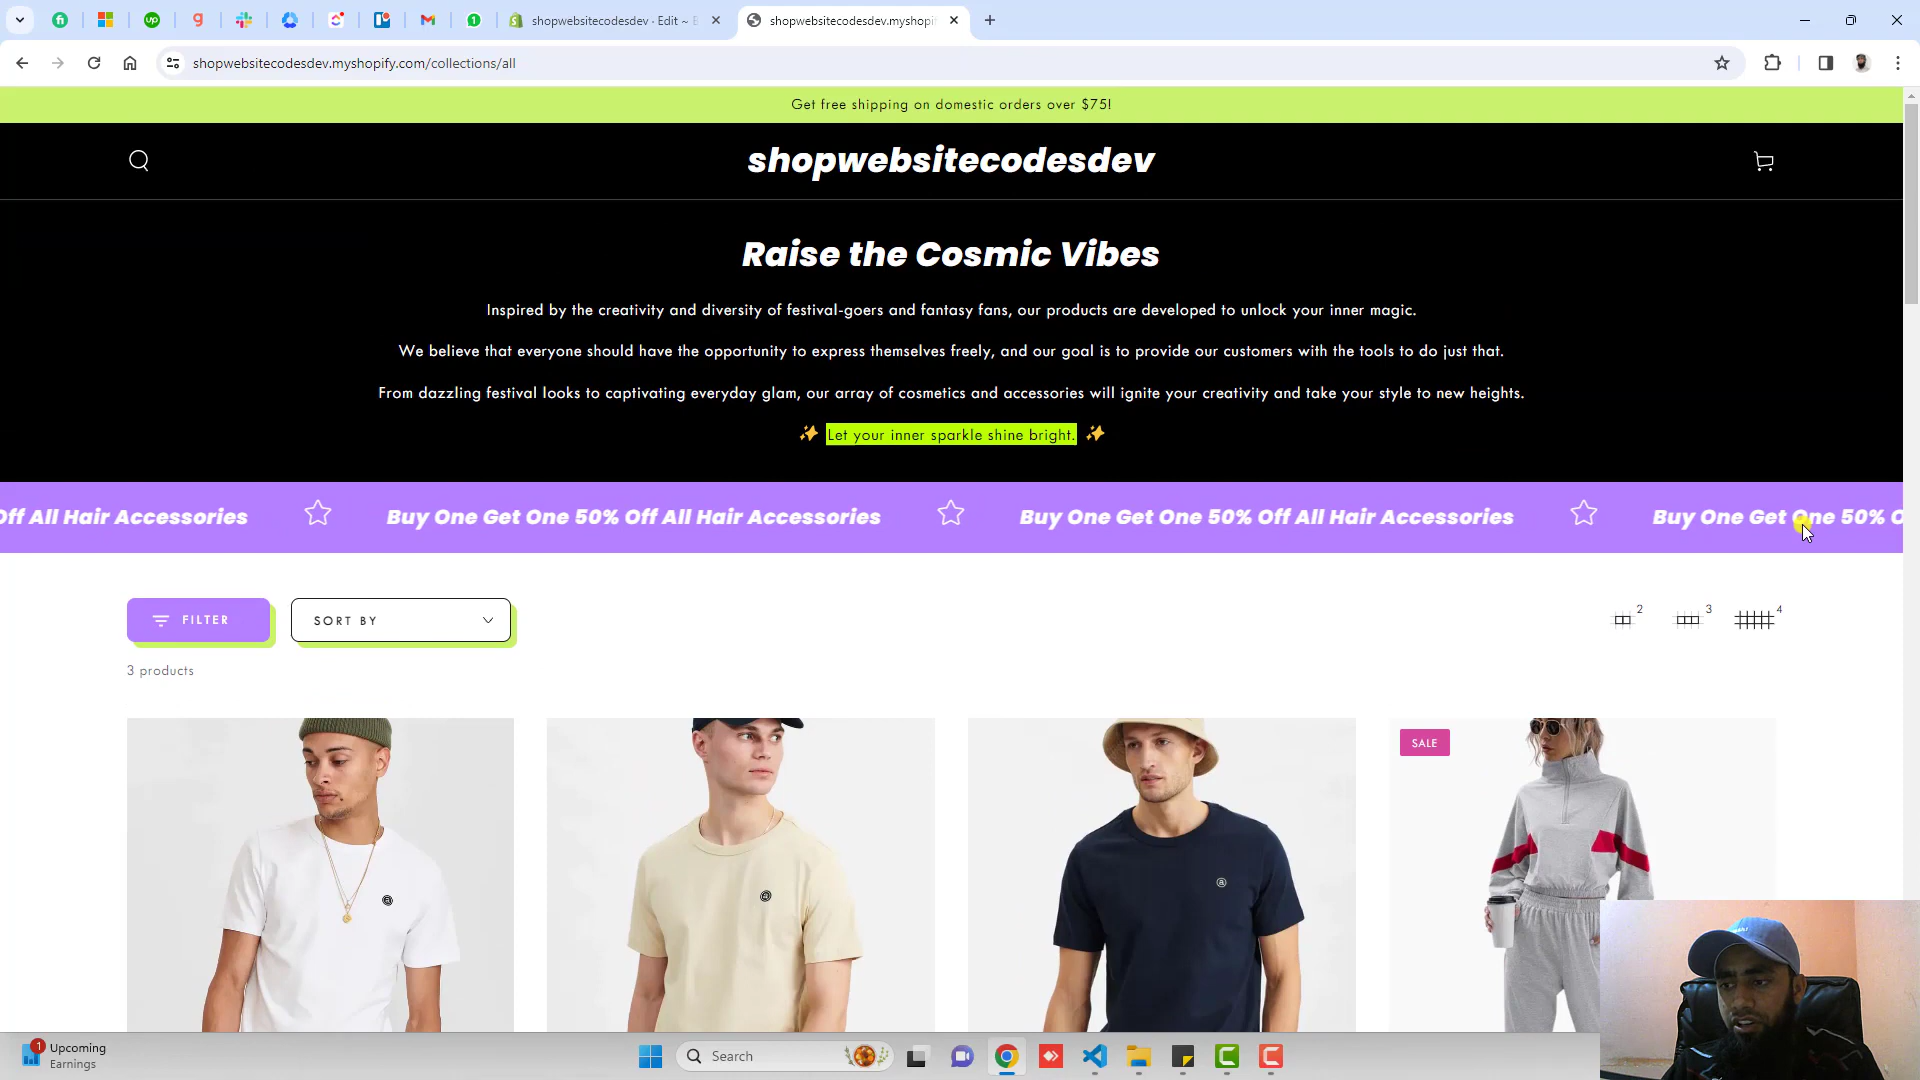 shopwebsitecodesdev · Edit ~
shopwebsitecodesdev.myshopif
shopwebsitecodesdev.myshopify.com/collections/all
Get free shipping on domestic orders over $75!
shopwebsitecodesdev
Raise the Cosmic Vibes
Inspired by the creativity and diversity of festival-goers and fantasy fans, our products are developed to unlock your inner magic.
We believe that everyone should have the opportunity to express themselves freely, and our goal is to provide our customers with the tools to do just that.
From dazzling festival looks to captivating everyday glam, our array of cosmetics and accessories will ignite your creativity and take your style to new heights.
✨ Let your inner sparkle shine bright. ✨
Off All Hair Accessories Buy One Get One 50% Off All Hair Accessories Buy One Get One 50% Off All Hair Accessories Buy One Get One 50% O
FILTER SORT BY 2 3 4
3 products
SALE
1 Upcoming
Earnings
Search